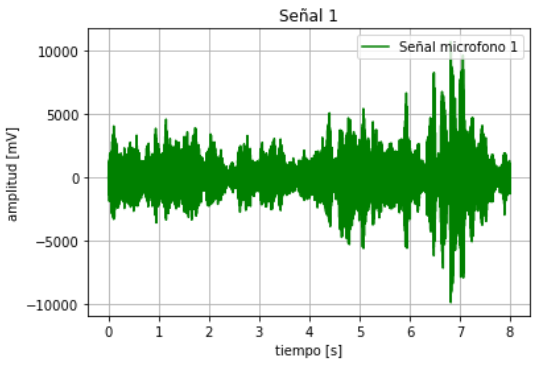 Señal 1
Señal microfono 1
amplitud [mV]
10000
5000
0
−5000
−10000
0 1 2 3 4 5 6 7 8
tiempo [s]